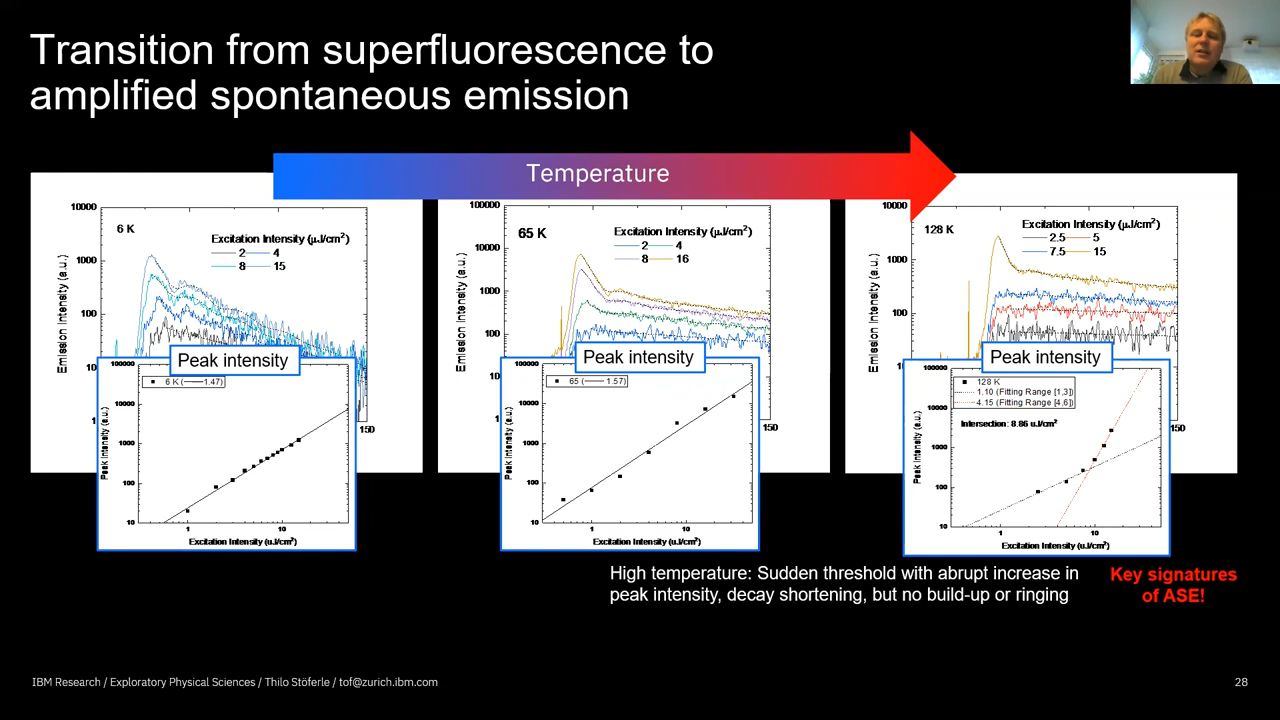 Transition from superfluorescence to
amplified spontaneous emission
Temperature
10000
1000
100
10
1
150
Emission Intensity (a.u.)
6 K
Excitation Intensity (μJ/cm²)
2 4
8 15
Peak intensity
100000
10000
1000
100
10
1 10
Peak Intensity (a.u.)
6 K (—1.47)
Excitation Intensity (uJ/cm²)
100000
10000
1000
100
Emission Intensity (a.u.)
65 K
Excitation Intensity (μJ/cm²)
2 4
8 16
Peak intensity
100000
10000
1000
100
10
1 10
Peak Intensity (a.u.)
65 (— 1.57)
Excitation Intensity (uJ/cm²)
10000
1000
100
10
1
150
Emission Intensity (a.u.)
128 K
Excitation Intensity (μJ/cm²)
2.5 5
7.5 15
Peak intensity
100000
10000
1000
100
10
1 10
Peak Intensity (a.u.)
128 K
1.10 (Fitting Range [1,3])
4.15 (Fitting Range [4,6])
Intersection: 8.86 uJ/cm²
Excitation Intensity (uJ/cm²)
High temperature: Sudden threshold with abrupt increase in
peak intensity, decay shortening, but no build-up or ringing
Key signatures
of ASE!
IBM Research / Exploratory Physical Sciences / Thilo Stöferle / tof@zurich.ibm.com
28